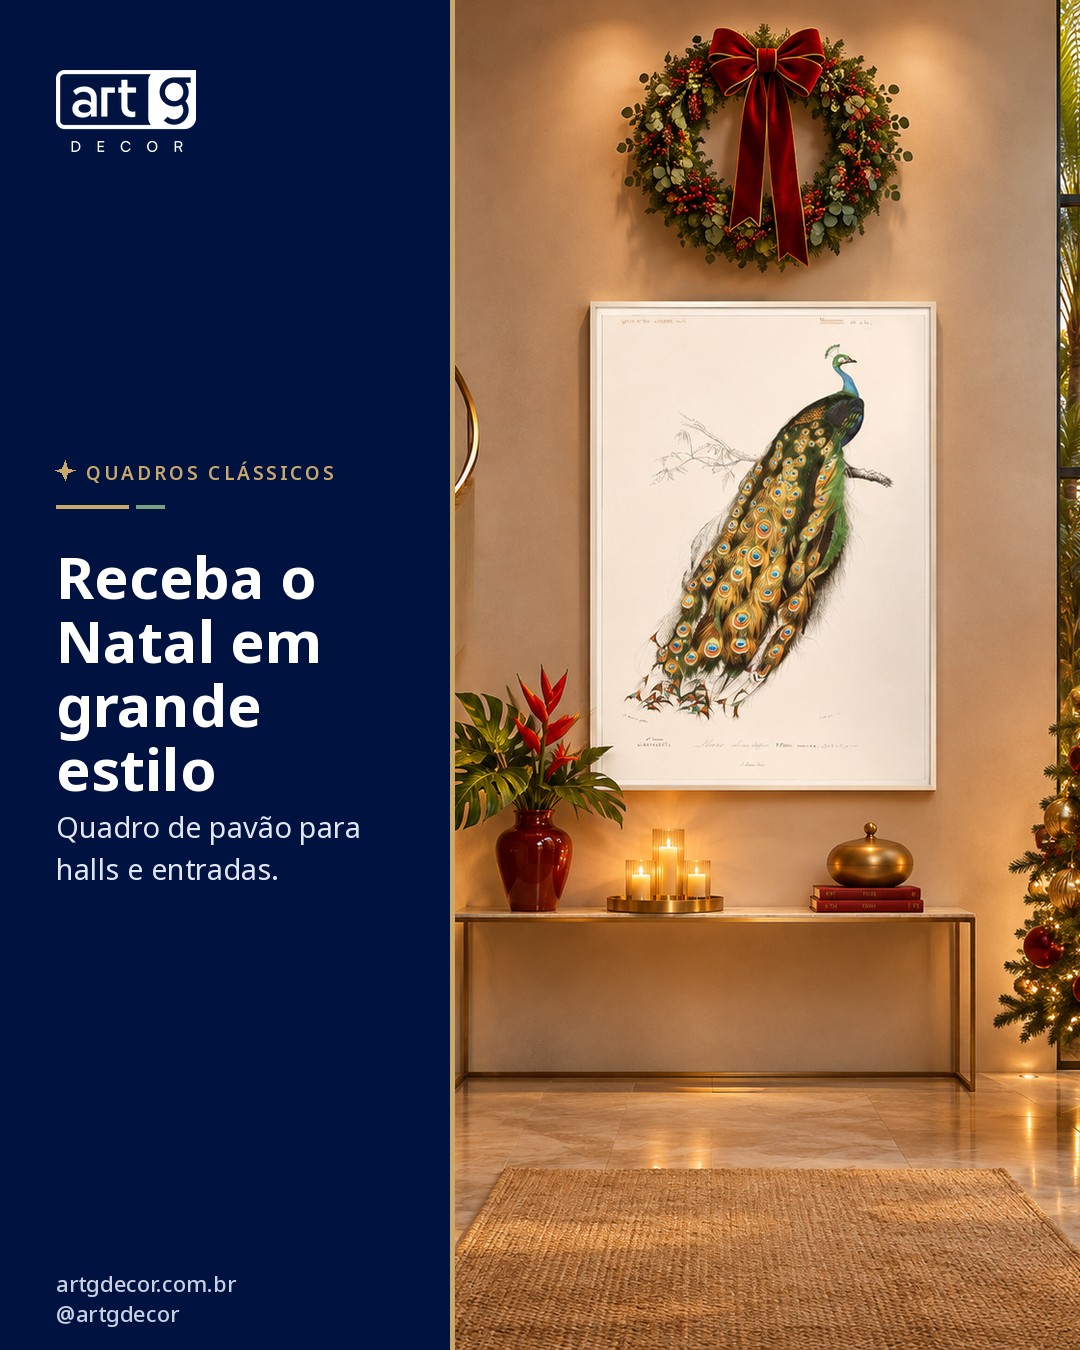 art g
DECOR
QUADROS CLÁSSICOS
Receba o
Natal em
grande
estilo
Quadro de pavão para
halls e entradas.
artgdecor.com.br
@artgdecor